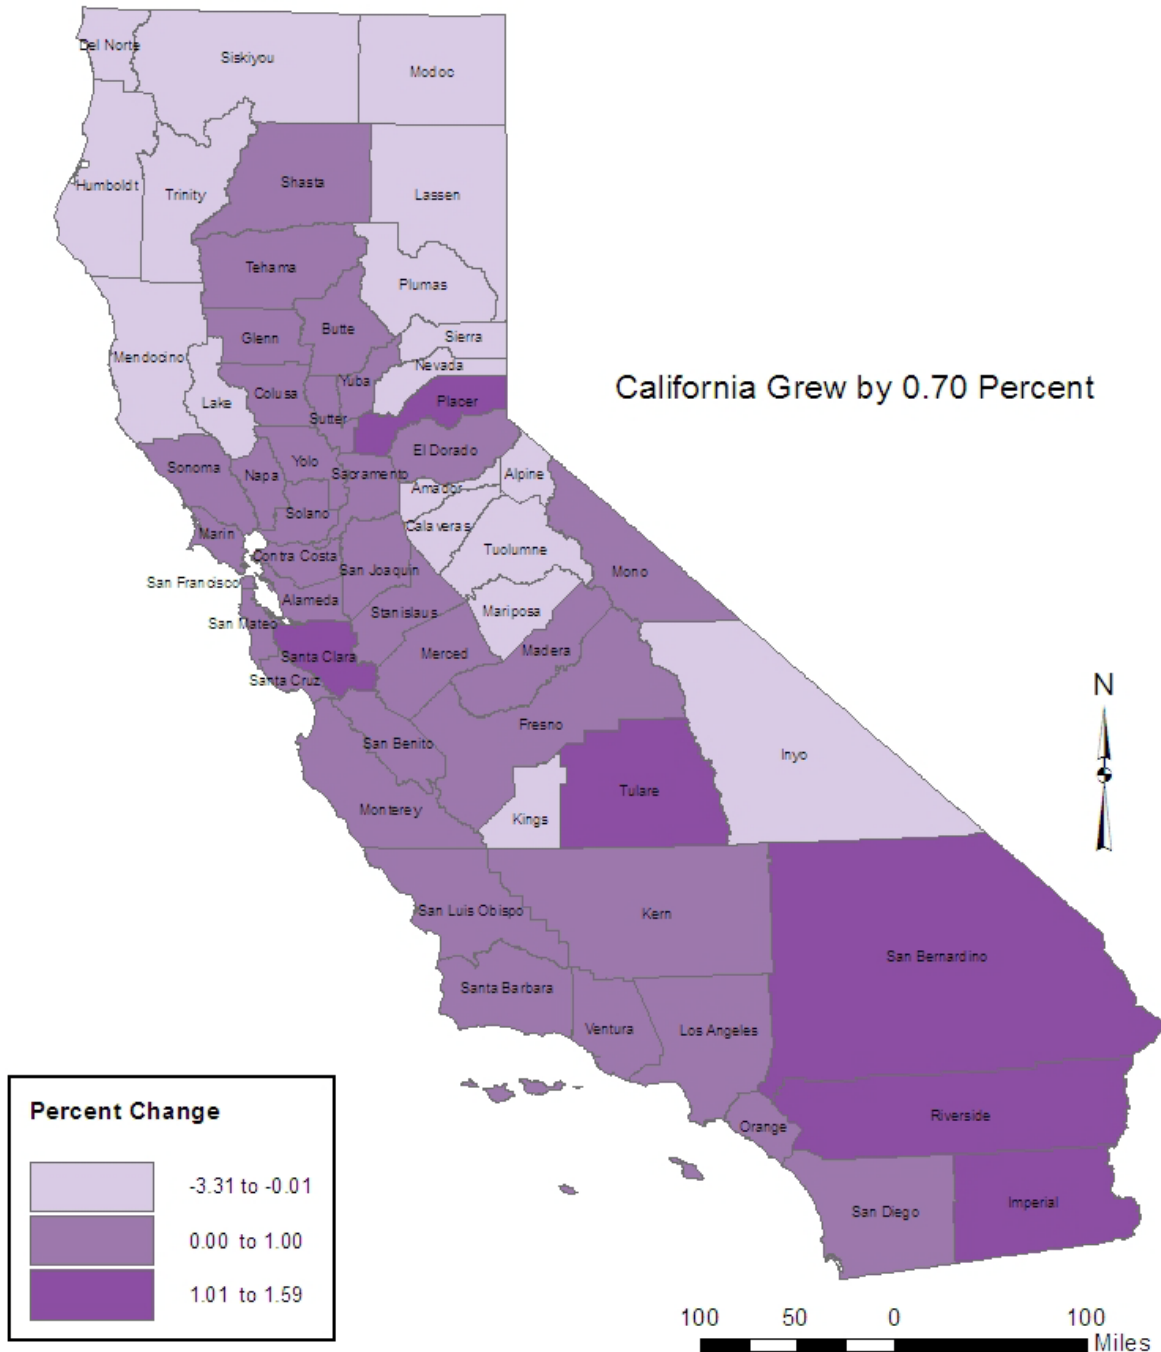 Del Norte
Siskiyou
Modoc
Humboldt
Trinity
Shasta
Lassen
Tehama
Plumas
Glenn
Butte
Sierra
Mendocino
Nevada
Lake
Colusa
Yuba
Placer
Sutter
California Grew by 0.70 Percent
Sonoma
Napa
Yolo
Sacramento
El Dorado
Alpine
Amador
Solano
Calaveras
Marin
Contra Costa
San Joaquin
Tuolumne
Mono
San Francisco
Alameda
Stanislaus
Mariposa
San Mateo
Santa Clara
Merced
Madera
Santa Cruz
N
Fresno
San Benito
Inyo
Tulare
Monterey
Kings
San Luis Obispo
Kern
San Bernardino
Santa Barbara
Ventura
Los Angeles
Orange
Riverside
San Diego
Imperial
Percent Change
-3.31 to -0.01
0.00 to 1.00
1.01 to 1.59
100 50 0 100
Miles